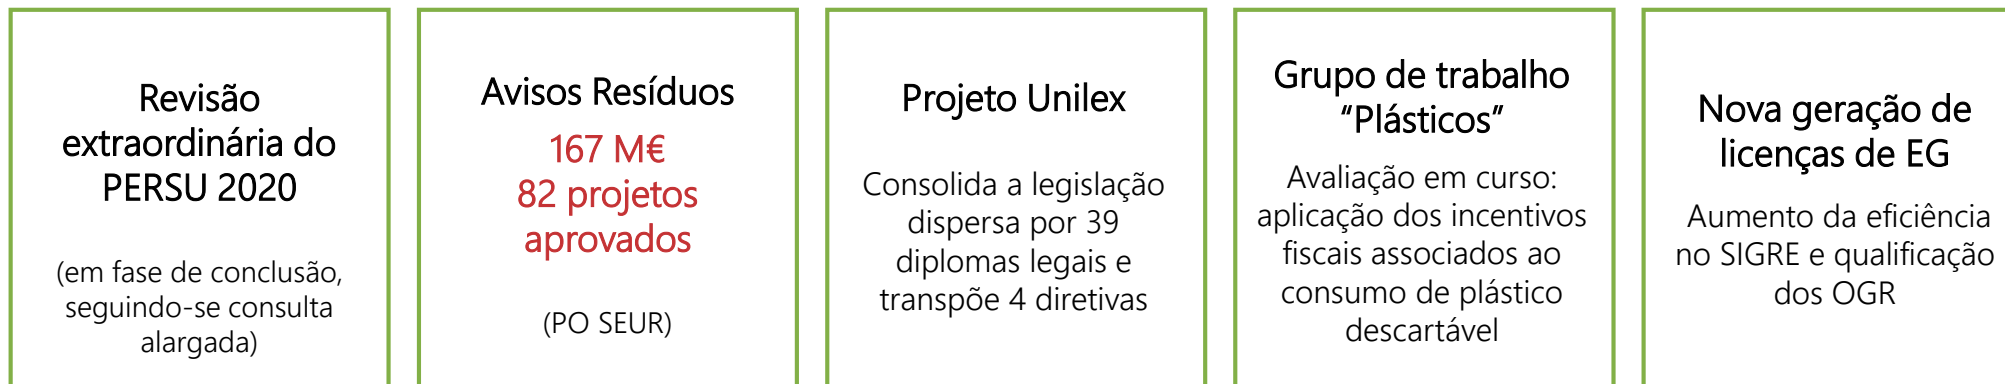 Revisão
extraordinária do
PERSU 2020
(em fase de conclusão,
seguindo-se consulta
alargada)
Avisos Resíduos
167 M€
82 projetos
aprovados
(PO SEUR)
Projeto Unilex
Consolida a legislação
dispersa por 39
diplomas legais e
transpõe 4 diretivas
Grupo de trabalho
“Plásticos”
Avaliação em curso:
aplicação dos incentivos
fiscais associados ao
consumo de plástico
descartável
Nova geração de
licenças de EG
Aumento da eficiência
no SIGRE e qualificação
dos OGR